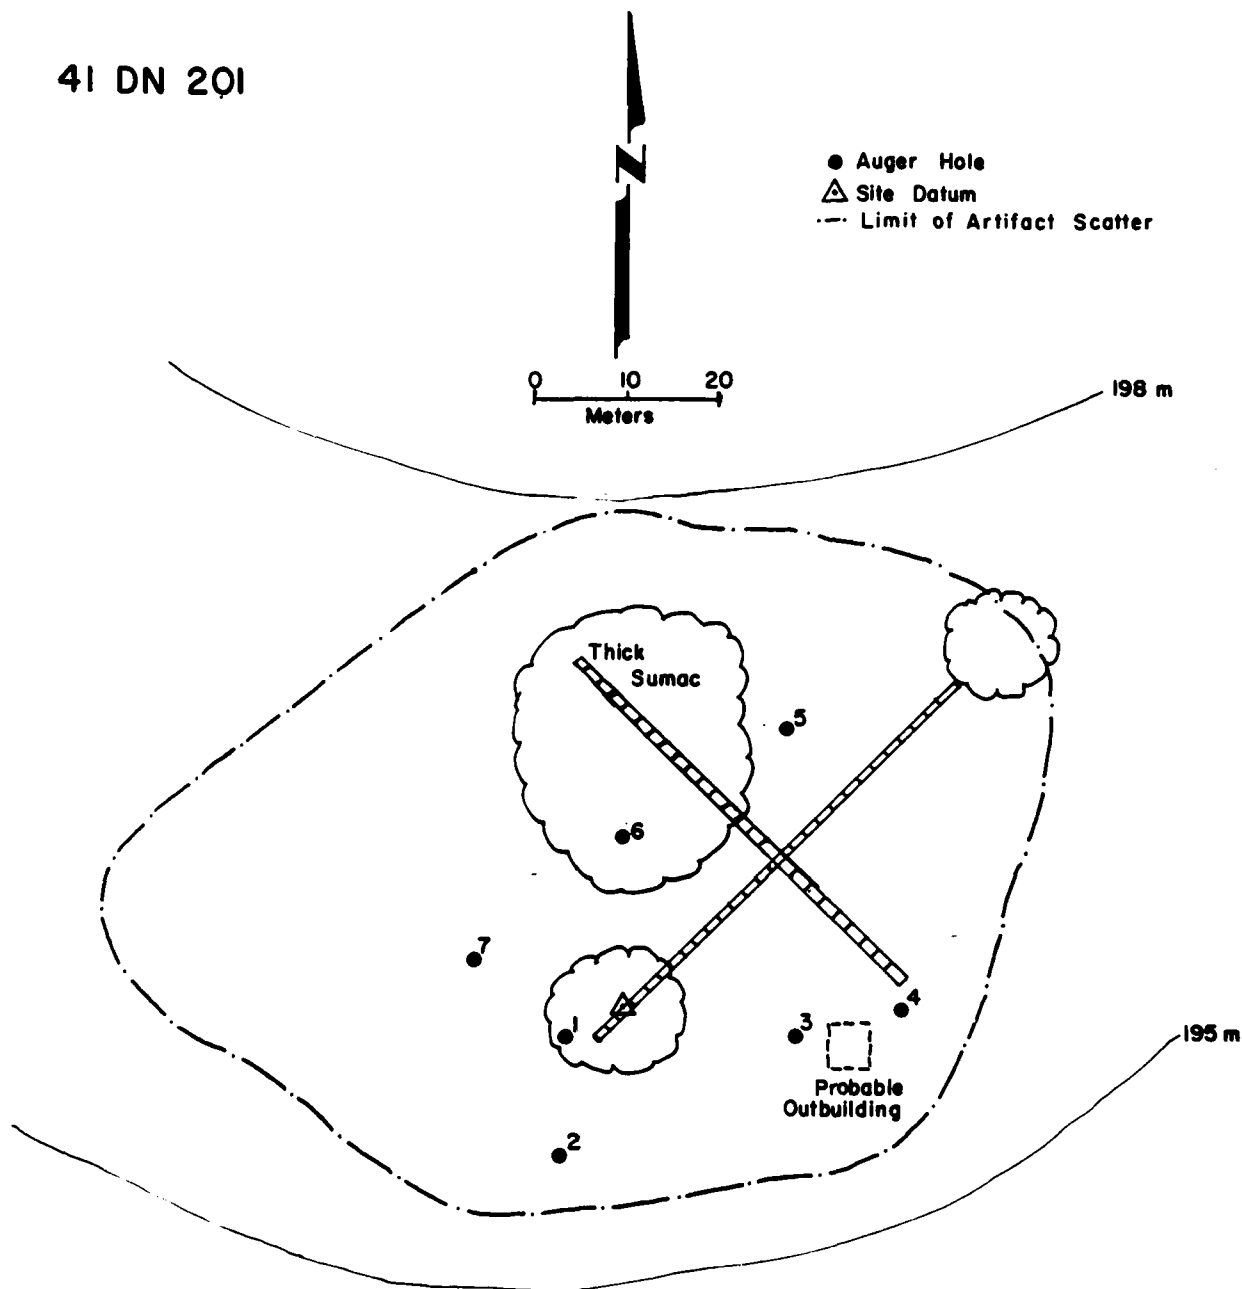 41 DN 201
N
Auger Hole
Site Datum
Limit of Artifact Scatter
0 10 20
Meters
198 m
Thick
Sumac
5
6
7
4
1
3
195 m
Probable
Outbuilding
2